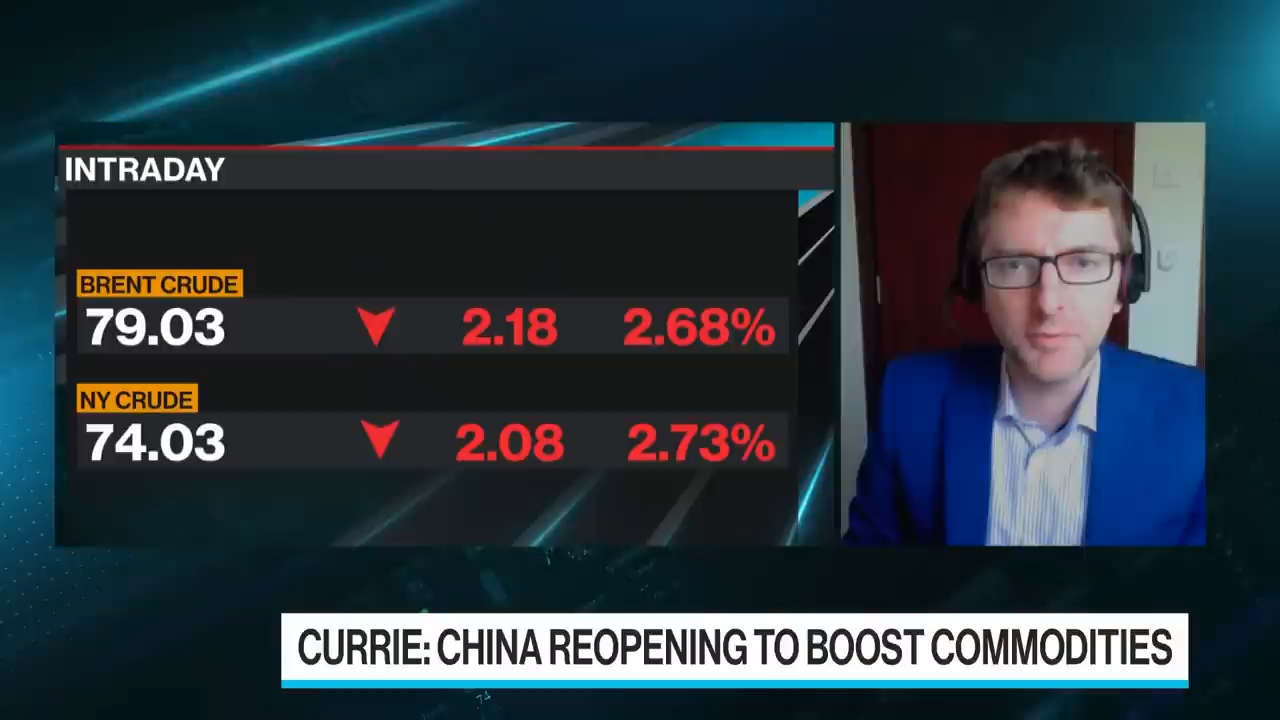 INTRADAY
BRENT CRUDE
79.03 2.18 2.68%
NY CRUDE
74.03 2.08 2.73%
CURRIE: CHINA REOPENING TO BOOST COMMODITIES